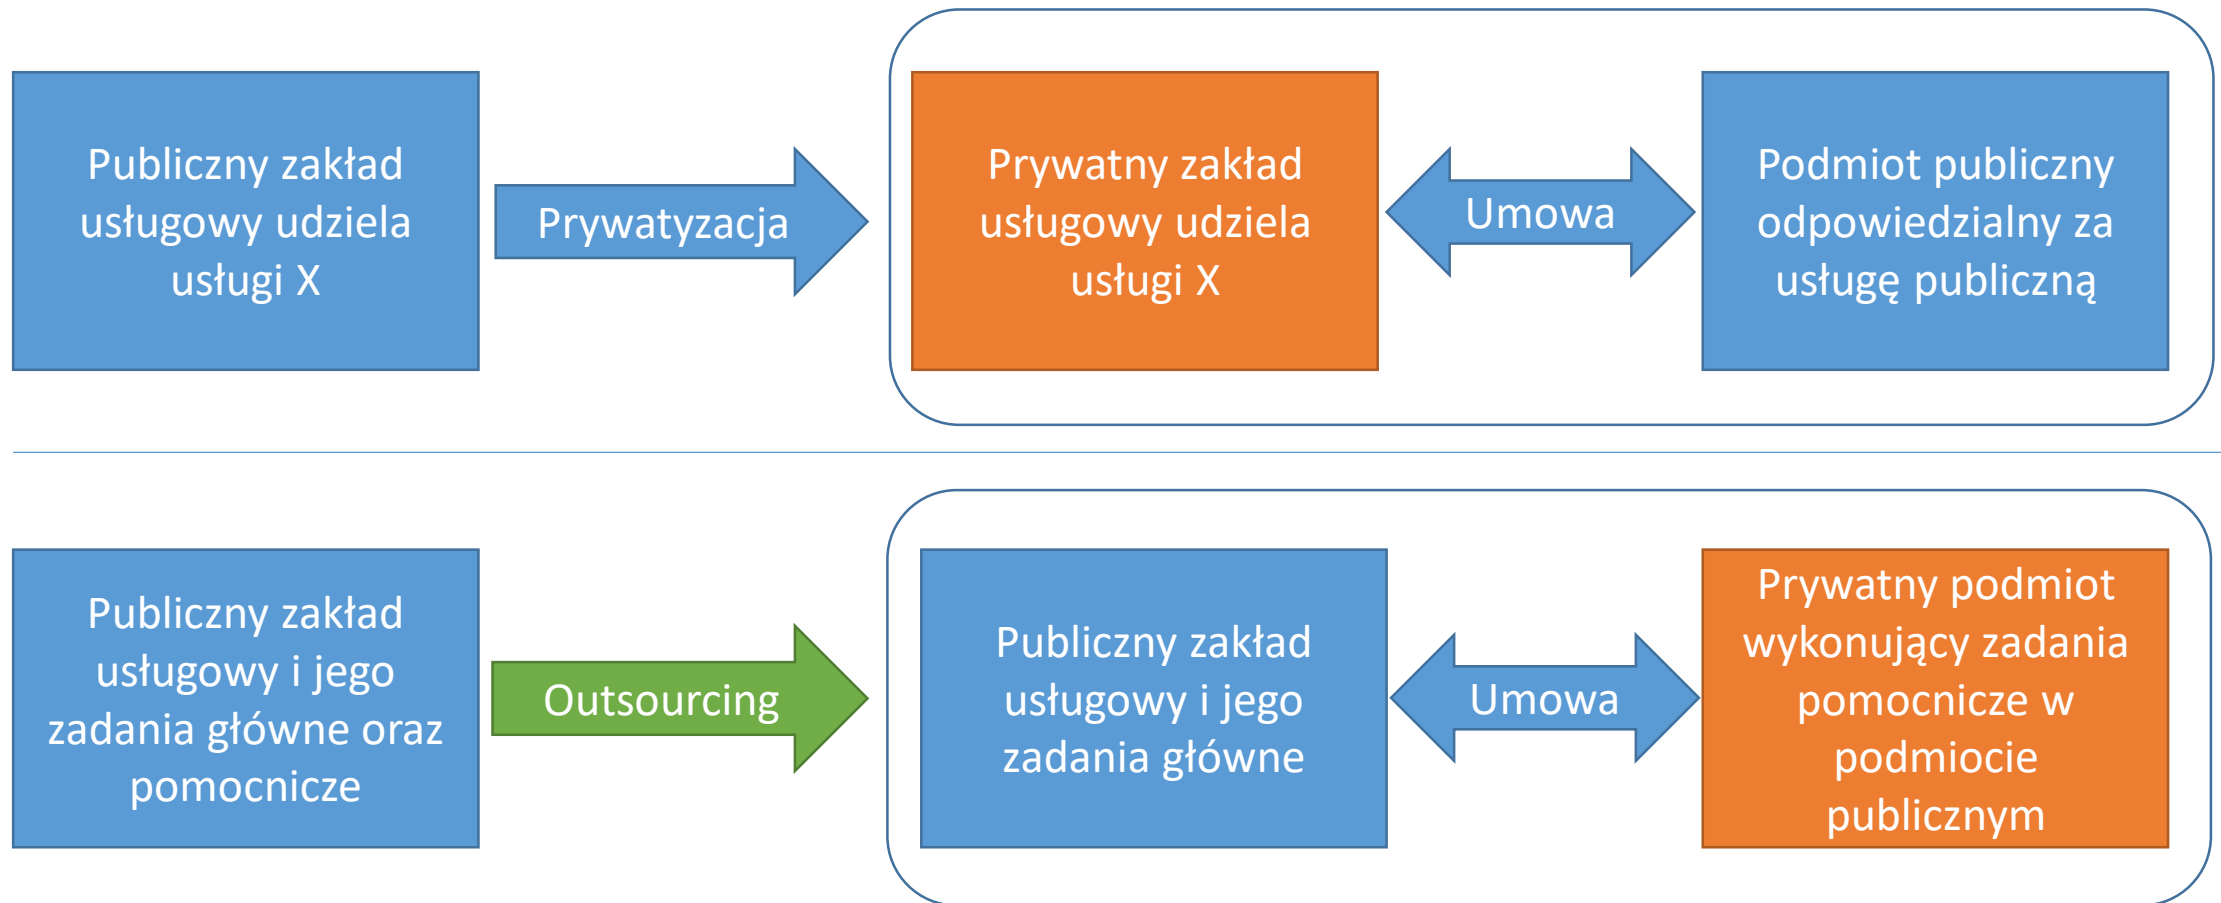 Publiczny zakład
usługowy udziela
usługi X
Prywatyzacja
Prywatny zakład
usługowy udziela
usługi X
Umowa
Podmiot publiczny
odpowiedzialny za
usługę publiczną
Publiczny zakład
usługowy i jego
zadania główne oraz
pomocnicze
Outsourcing
Publiczny zakład
usługowy i jego
zadania główne
Umowa
Prywatny podmiot
wykonujący zadania
pomocnicze w
podmiocie
publicznym